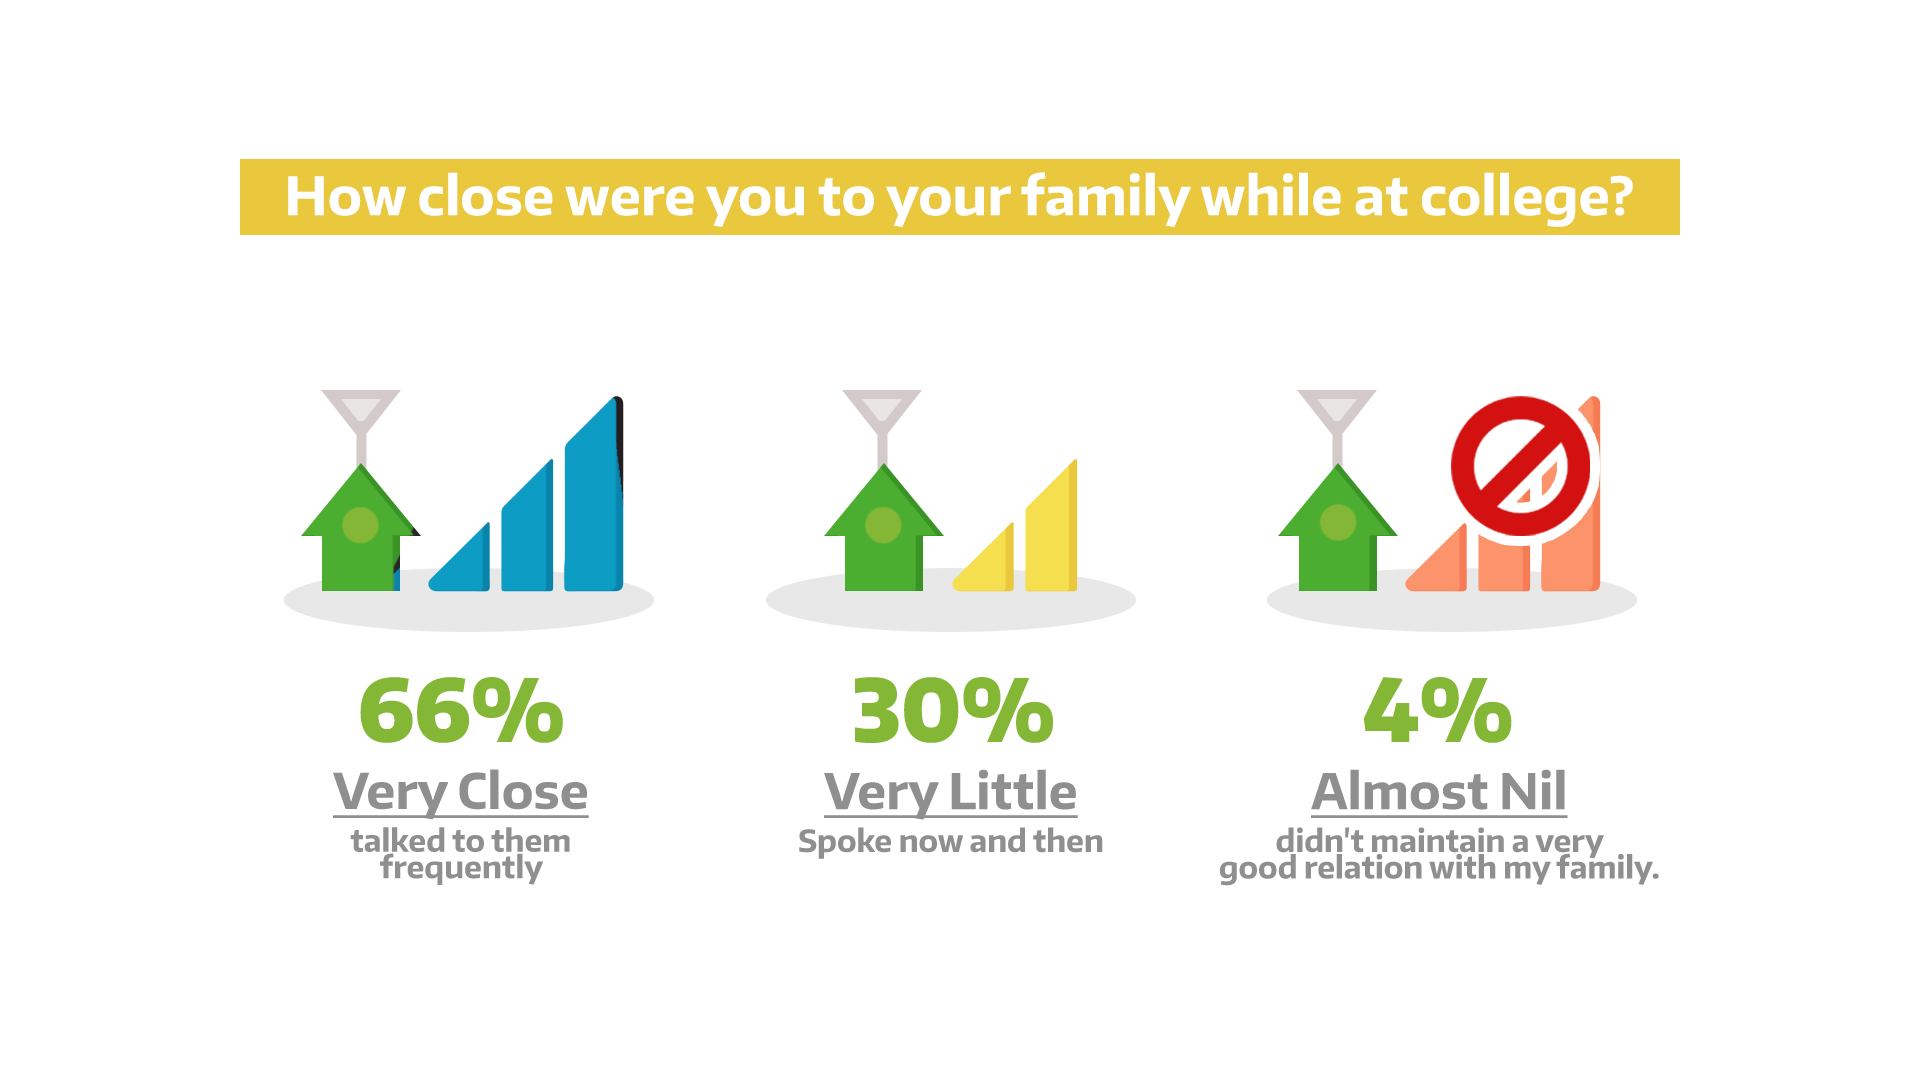 How close were you to your family while at college?
66%
Very Close
talked to them
frequently
30%
Very Little
Spoke now and then
4%
Almost Nil
didn't maintain a very
good relation with my family.